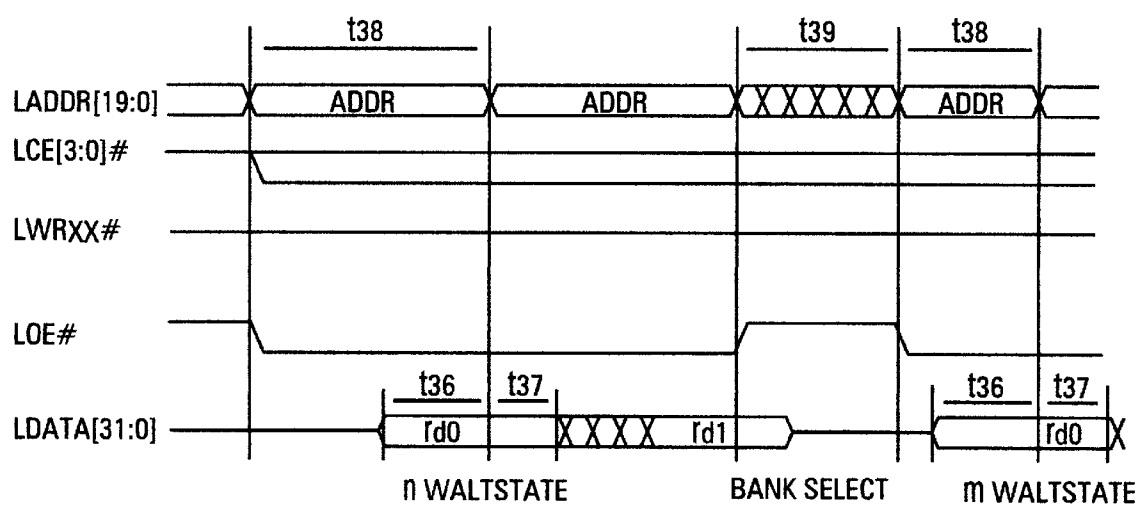 t38 t39 t38
LADDR[19:0] ADDR ADDR ADDR
LCE[3:0]#
LWRXX#
LOE#
t36 t37 t36 t37
LDATA[31:0] rd0 rd1 rd0
n WALTSTATE BANK SELECT m WALTSTATE